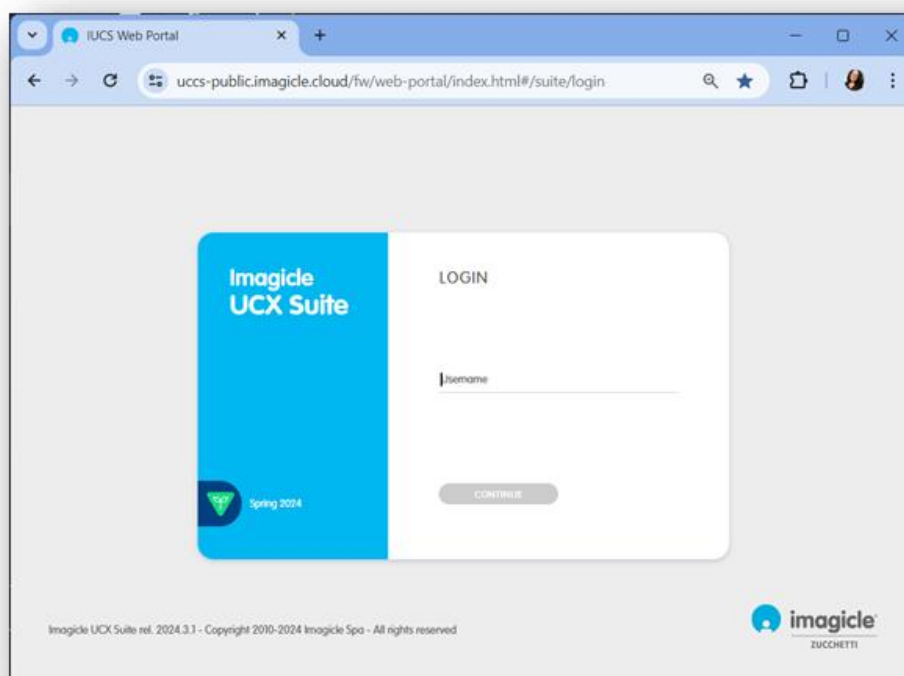 IUCS Web Portal
uccs-public.imagicle.cloud/fw/web-portal/index.html#/suite/login
Imagicle
UCX Suite
Spring 2024
LOGIN
Username
CONTINUE
Imagicle UCX Suite rel. 2024.3.1 - Copyright 2010-2024 Imagicle Spa - All rights reserved
imagicle
ZUCCHETTI